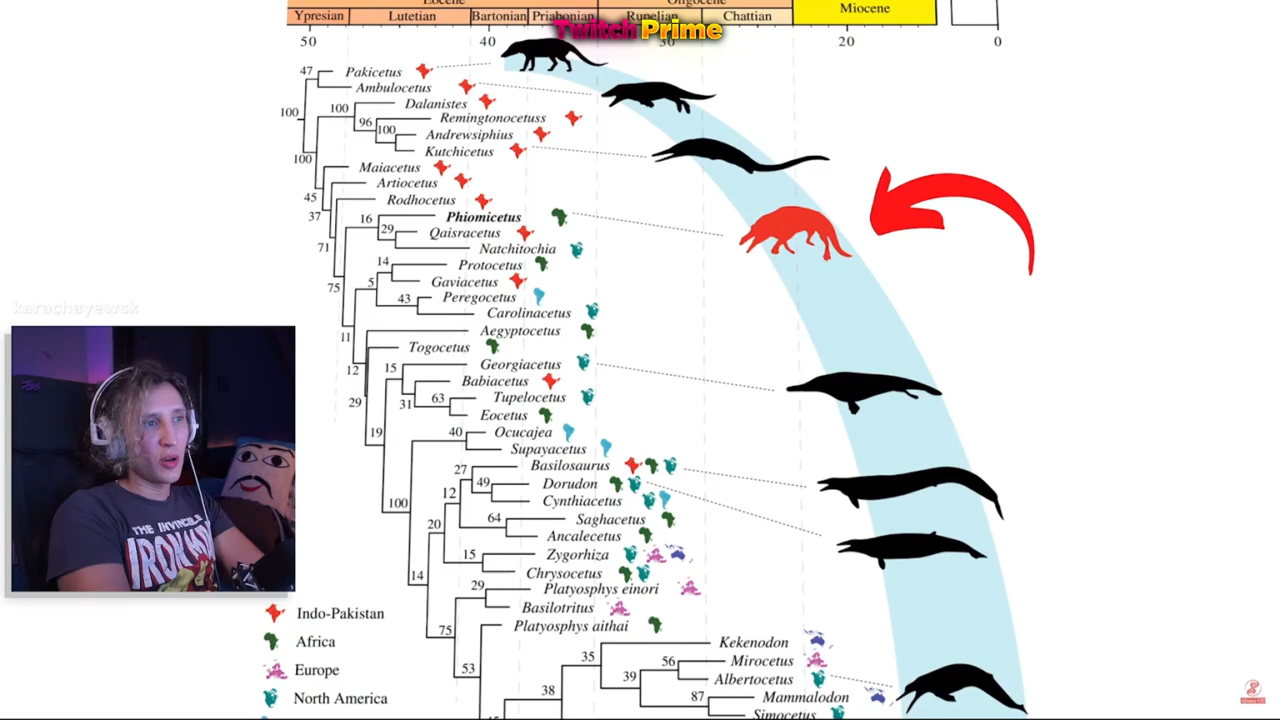 Eocene
Oligocene
Miocene
Ypresian
Lutetian
Bartonian
Priabonian
Rupelian
Chattian
Twitch Prime
50
40
30
20
0
47
Pakicetus
Ambulocetus
100
100
Dalanistes
96
Remingtonocetuss
100
Andrewsiphius
Kutchicetus
100
Maiacetus
Artiocetus
45
Rodhocetus
37
16
Phiomicetus
29
Qaisracetus
71
Natchitochia
14
Protocetus
75
5
Gaviacetus
43
Peregocetus
Carolinacetus
11
Aegyptocetus
Togocetus
12
15
Georgiacetus
Babiacetus
29
31
63
Tupelocetus
Eocetus
19
40
Ocucajea
Supayacetus
27
Basilosaurus
49
Dorudon
12
Cynthiacetus
100
64
Saghacetus
20
Ancalecetus
15
Zygorhiza
14
Chrysocetus
29
Platyosphys einori
Basilotritus
75
Platyosphys aithai
53
35
Kekenodon
56
Mirocetus
39
Albertocetus
38
87
Mammalodon
Simocetus
karachayewsk
THE INVINCIBLE
IRON MAN
Indo-Pakistan
Africa
Europe
North America